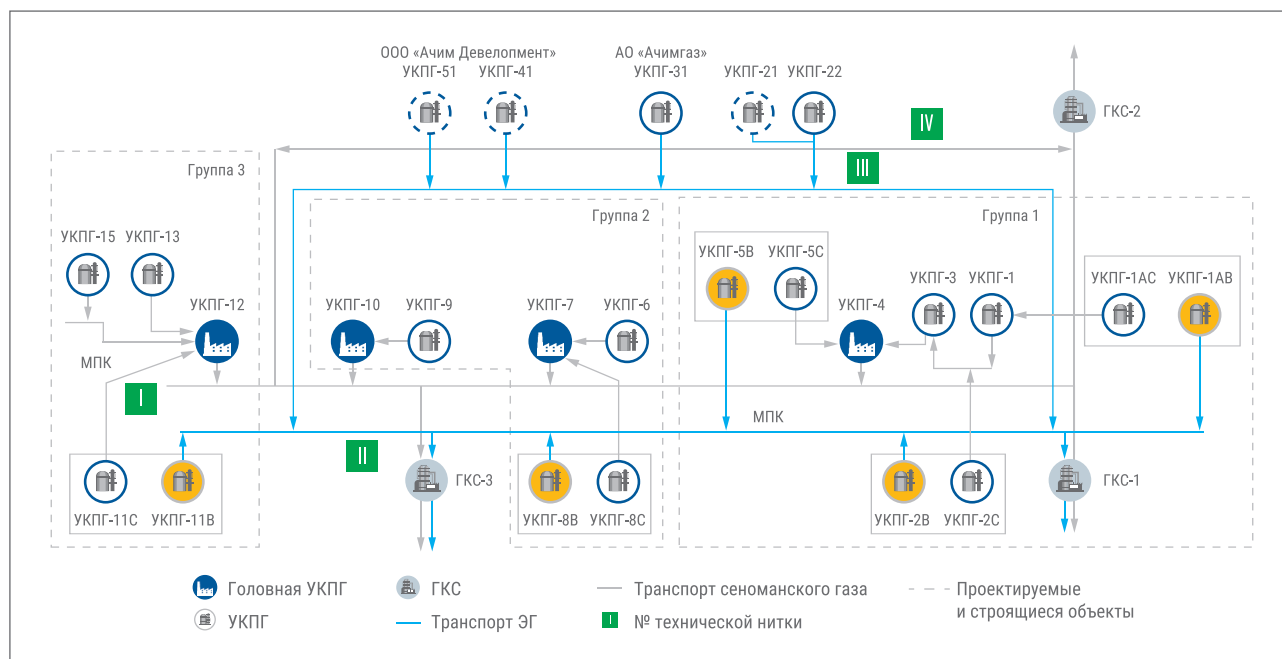 ООО «Ачим Девелопмент»
АО «Ачимгаз»
УКПГ-51
УКПГ-41
УКПГ-31
УКПГ-21
УКПГ-22
ГКС-2
IV
III
Группа 3
Группа 2
Группа 1
УКПГ-15
УКПГ-13
УКПГ-12
УКПГ-10
УКПГ-9
УКПГ-7
УКПГ-6
УКПГ-5В
УКПГ-5С
УКПГ-4
УКПГ-3
УКПГ-1
УКПГ-1АС
УКПГ-1АВ
МПК
I
МПК
II
ГКС-3
ГКС-1
УКПГ-11С
УКПГ-11В
УКПГ-8В
УКПГ-8С
УКПГ-2В
УКПГ-2С
Головная УКПГ
ГКС
Транспорт сеноманского газа
Проектируемые
и строящиеся объекты
УКПГ
Транспорт ЭГ
I
№ технической нитки